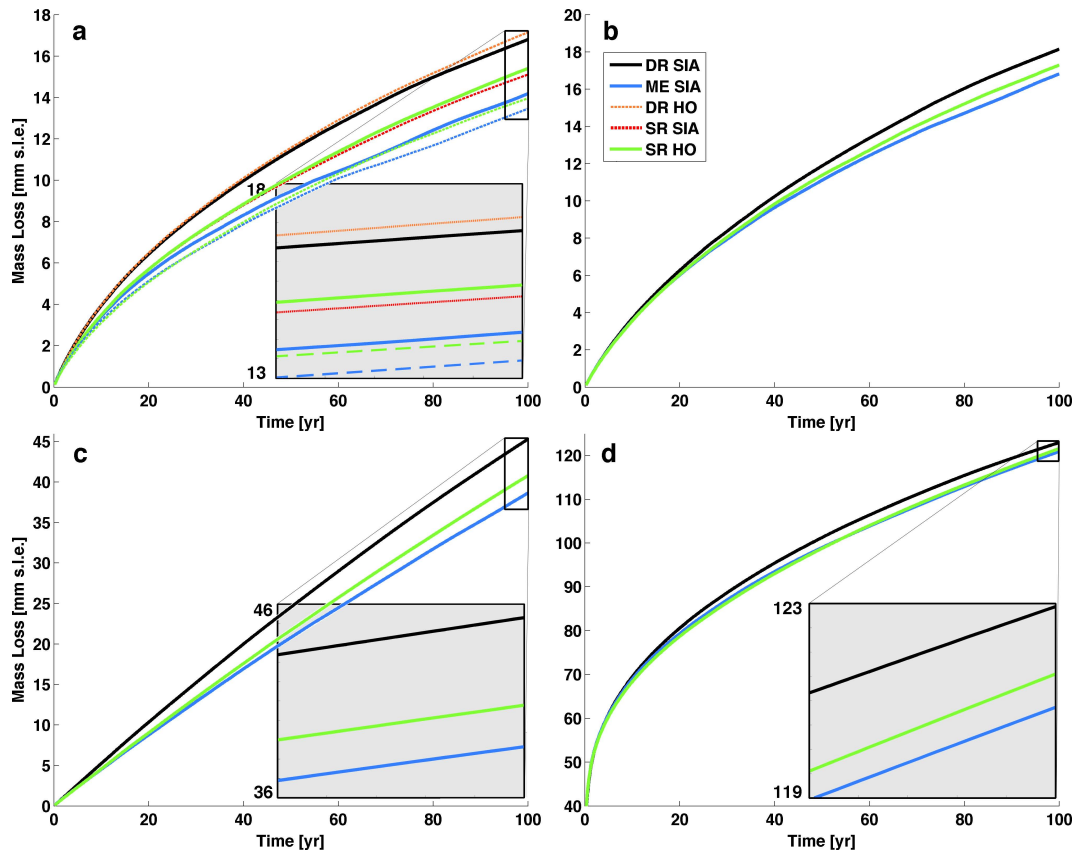 a
Mass Loss [mm s.l.e.]
18
16
14
12
10
8
6
4
2
0
0 20 40 60 80 100
Time [yr]
18
13
b
20
18
16
14
12
10
8
6
4
2
0
0 20 40 60 80 100
Time [yr]
DR SIA
ME SIA
DR HO
SR SIA
SR HO
c
Mass Loss [mm s.l.e.]
45
40
35
30
25
20
15
10
5
0
0 20 40 60 80 100
Time [yr]
46
36
d
120
110
100
90
80
70
60
50
40
0 20 40 60 80 100
Time [yr]
123
119